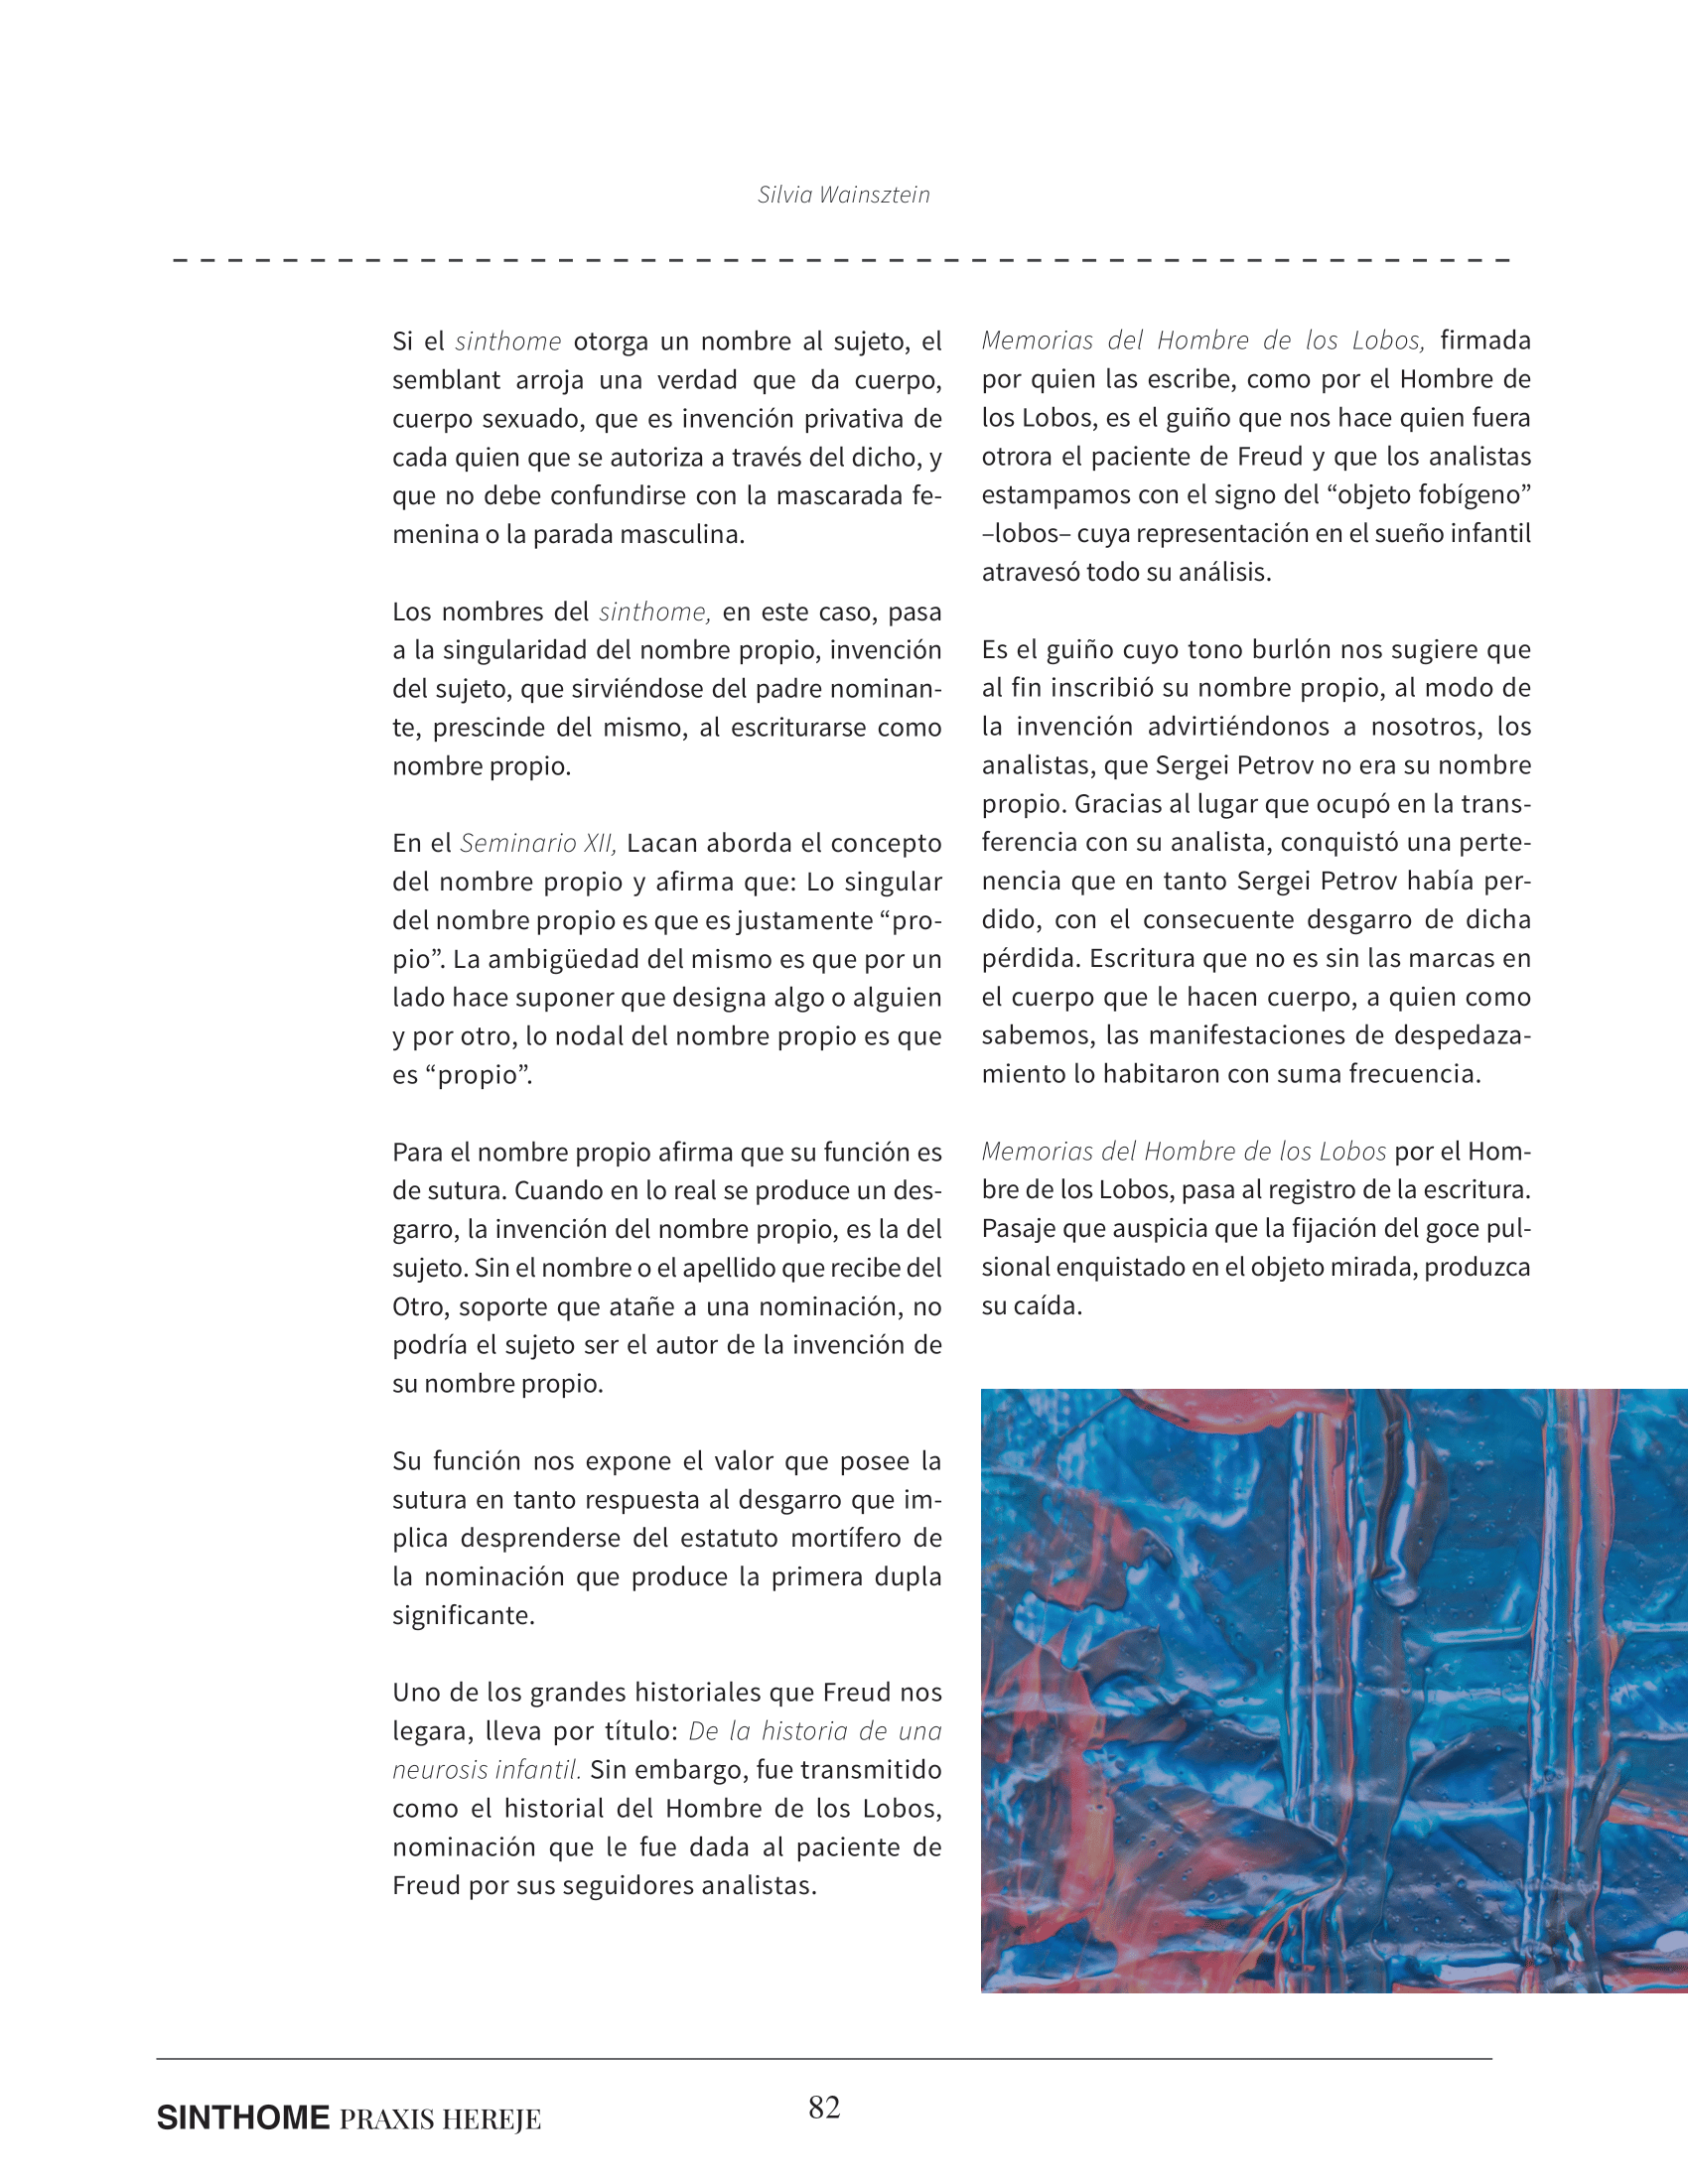 Silvia Wainsztein
Si el sinthome otorga un nombre al sujeto, el
semblant arroja una verdad que da cuerpo,
cuerpo sexuado, que es invención privativa de
cada quien que se autoriza a través del dicho, y
que no debe confundirse con la mascarada fe-
menina o la parada masculina.
Los nombres del sinthome, en este caso, pasa
a la singularidad del nombre propio, invención
del sujeto, que sirviéndose del padre nominan-
te, prescinde del mismo, al escriturarse como
nombre propio.
En el Seminario XII, Lacan aborda el concepto
del nombre propio y afirma que: Lo singular
del nombre propio es que es justamente “pro-
pio”. La ambigüedad del mismo es que por un
lado hace suponer que designa algo o alguien
y por otro, lo nodal del nombre propio es que
es “propio”.
Para el nombre propio afirma que su función es
de sutura. Cuando en lo real se produce un des-
garro, la invención del nombre propio, es la del
sujeto. Sin el nombre o el apellido que recibe del
Otro, soporte que atañe a una nominación, no
podría el sujeto ser el autor de la invención de
su nombre propio.
Su función nos expone el valor que posee la
sutura en tanto respuesta al desgarro que im-
plica desprenderse del estatuto mortífero de
la nominación que produce la primera dupla
significante.
Uno de los grandes historiales que Freud nos
legara, lleva por título: De la historia de una
neurosis infantil. Sin embargo, fue transmitido
como el historial del Hombre de los Lobos,
nominación que le fue dada al paciente de
Freud por sus seguidores analistas.
Memorias del Hombre de los Lobos, firmada
por quien las escribe, como por el Hombre de
los Lobos, es el guiño que nos hace quien fuera
otrora el paciente de Freud y que los analistas
estampamos con el signo del “objeto fobígeno”
–lobos– cuya representación en el sueño infantil
atravesó todo su análisis.
Es el guiño cuyo tono burlón nos sugiere que
al fin inscribió su nombre propio, al modo de
la invención advirtiéndonos a nosotros, los
analistas, que Sergei Petrov no era su nombre
propio. Gracias al lugar que ocupó en la trans-
ferencia con su analista, conquistó una perte-
nencia que en tanto Sergei Petrov había per-
dido, con el consecuente desgarro de dicha
pérdida. Escritura que no es sin las marcas en
el cuerpo que le hacen cuerpo, a quien como
sabemos, las manifestaciones de despedaza-
miento lo habitaron con suma frecuencia.
Memorias del Hombre de los Lobos por el Hom-
bre de los Lobos, pasa al registro de la escritura.
Pasaje que auspicia que la fijación del goce pul-
sional enquistado en el objeto mirada, produzca
su caída.
SINTHOME PRAXIS HEREJE
82